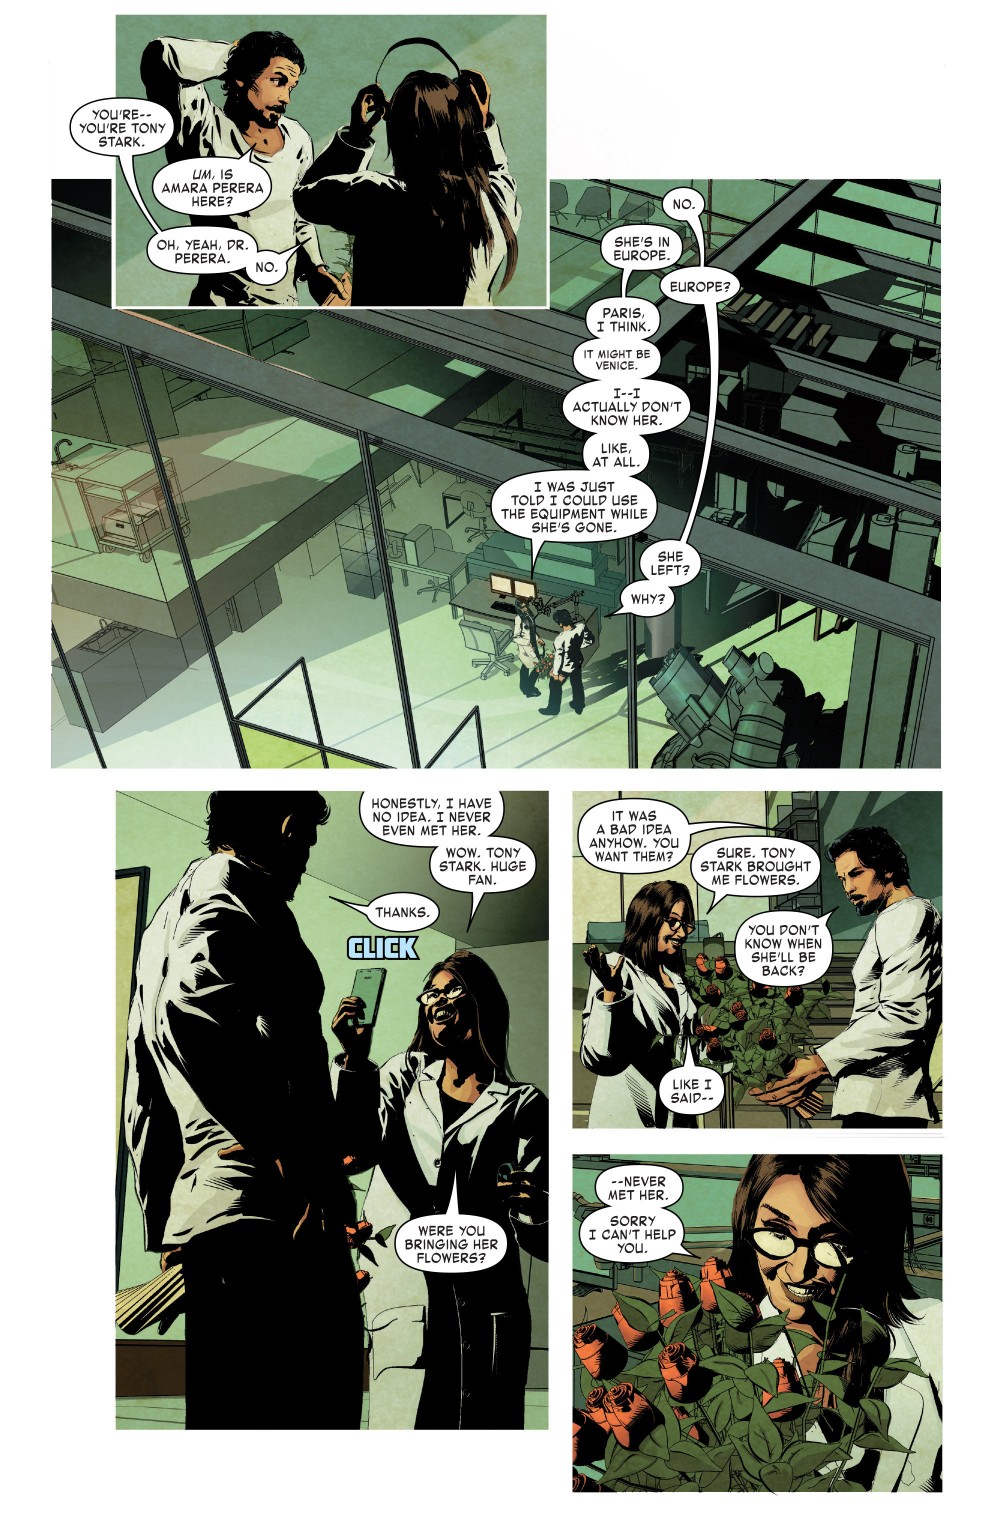 YOU'RE--
YOU'RE TONY
STARK.
UM, IS
AMARA PERERA
HERE?
OH, YEAH, DR.
PERERA.
NO.
NO.
SHE'S IN
EUROPE.
EUROPE?
PARIS,
I THINK.
IT MIGHT BE
VENICE.
I--I
ACTUALLY DON'T
KNOW HER.
LIKE,
AT ALL.
I WAS JUST
TOLD I COULD USE
THE EQUIPMENT WHILE
SHE'S GONE.
SHE
LEFT?
WHY?
HONESTLY, I HAVE
NO IDEA. I NEVER
EVEN MET HER.
WOW. TONY
STARK. HUGE
FAN.
THANKS.
CLICK
WERE YOU
BRINGING HER
FLOWERS?
IT WAS
A BAD IDEA
ANYHOW. YOU
WANT THEM?
SURE. TONY
STARK BROUGHT
ME FLOWERS.
YOU DON'T
KNOW WHEN
SHE'LL BE
BACK?
LIKE I
SAID--
--NEVER
MET HER.
SORRY
I CAN'T HELP
YOU.